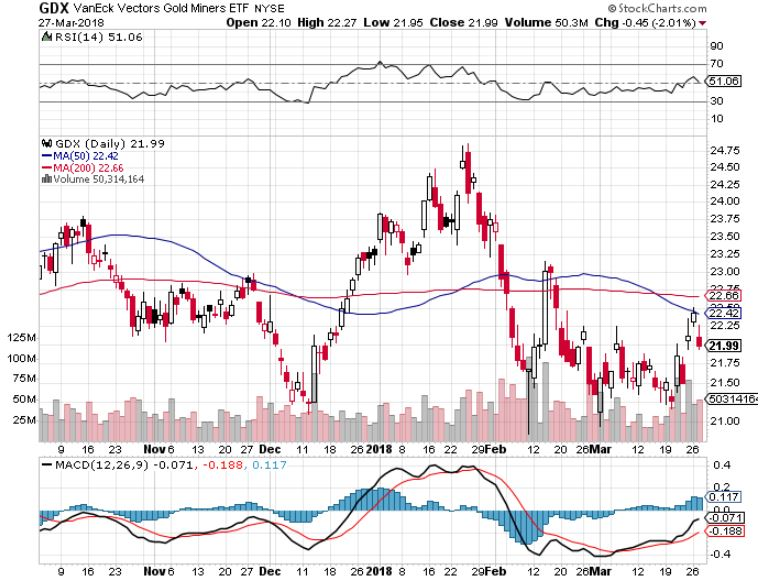 GDX VanEck Vectors Gold Miners ETF NYSE © StockCharts.com
27-Mar-2018 Open 22.10 High 22.27 Low 21.95 Close 21.99 Volume 50.3M Chg -0.45 (-2.01%)
RSI(14) 51.06
90
70
51.06
30
10
GDX (Daily) 21.99
MA(50) 22.42
MA(200) 22.66
Volume 50,314,164
24.75
24.50
24.25
24.00
23.75
23.50
23.25
23.00
22.75
22.66
22.50
22.42
22.25
21.99
21.75
21.50
50314164
21.00
125M
100M
75M
50M
25M
9 16 23 Nov 6 13 20 27 Dec 11 18 2018 8 16 22 29 Feb 12 20 26 Mar 12 19 26
MACD(12,26,9) -0.071, -0.188, 0.117
0.4
0.2
0.117
0.0
-0.071
-0.188
-0.4
9 16 23 Nov 6 13 20 27 Dec 11 18 26 2018 8 16 22 29 Feb 12 20 26 Mar 12 19 26